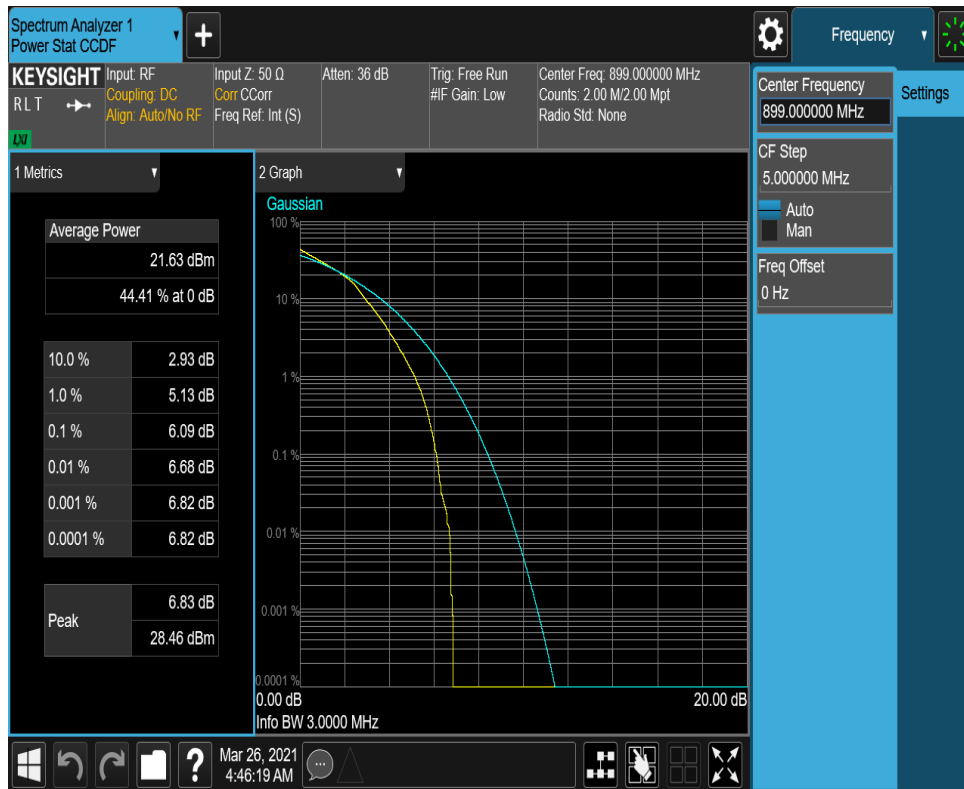 Spectrum Analyzer 1
Power Stat CCDF
+
Frequency
KEYSIGHT
RLT
LXI
Input: RF
Coupling: DC
Align: Auto/No RF
Input Z: 50 Ω
Corr CCorr
Freq Ref: Int (S)
Atten: 36 dB
Trig: Free Run
#IF Gain: Low
Center Freq: 899.000000 MHz
Counts: 2.00 M/2.00 Mpt
Radio Std: None
Center Frequency
899.000000 MHz
Settings
CF Step
5.000000 MHz
Auto
Man
Freq Offset
0 Hz
1 Metrics
Average Power
21.63 dBm
44.41 % at 0 dB
10.0 % 2.93 dB
1.0 % 5.13 dB
0.1 % 6.09 dB
0.01 % 6.68 dB
0.001 % 6.82 dB
0.0001 % 6.82 dB
Peak
6.83 dB
28.46 dBm
2 Graph
Gaussian
100 %
10 %
1 %
0.1 %
0.01 %
0.001 %
0.0001 %
0.00 dB 20.00 dB
Info BW 3.0000 MHz
?
Mar 26, 2021
4:46:19 AM